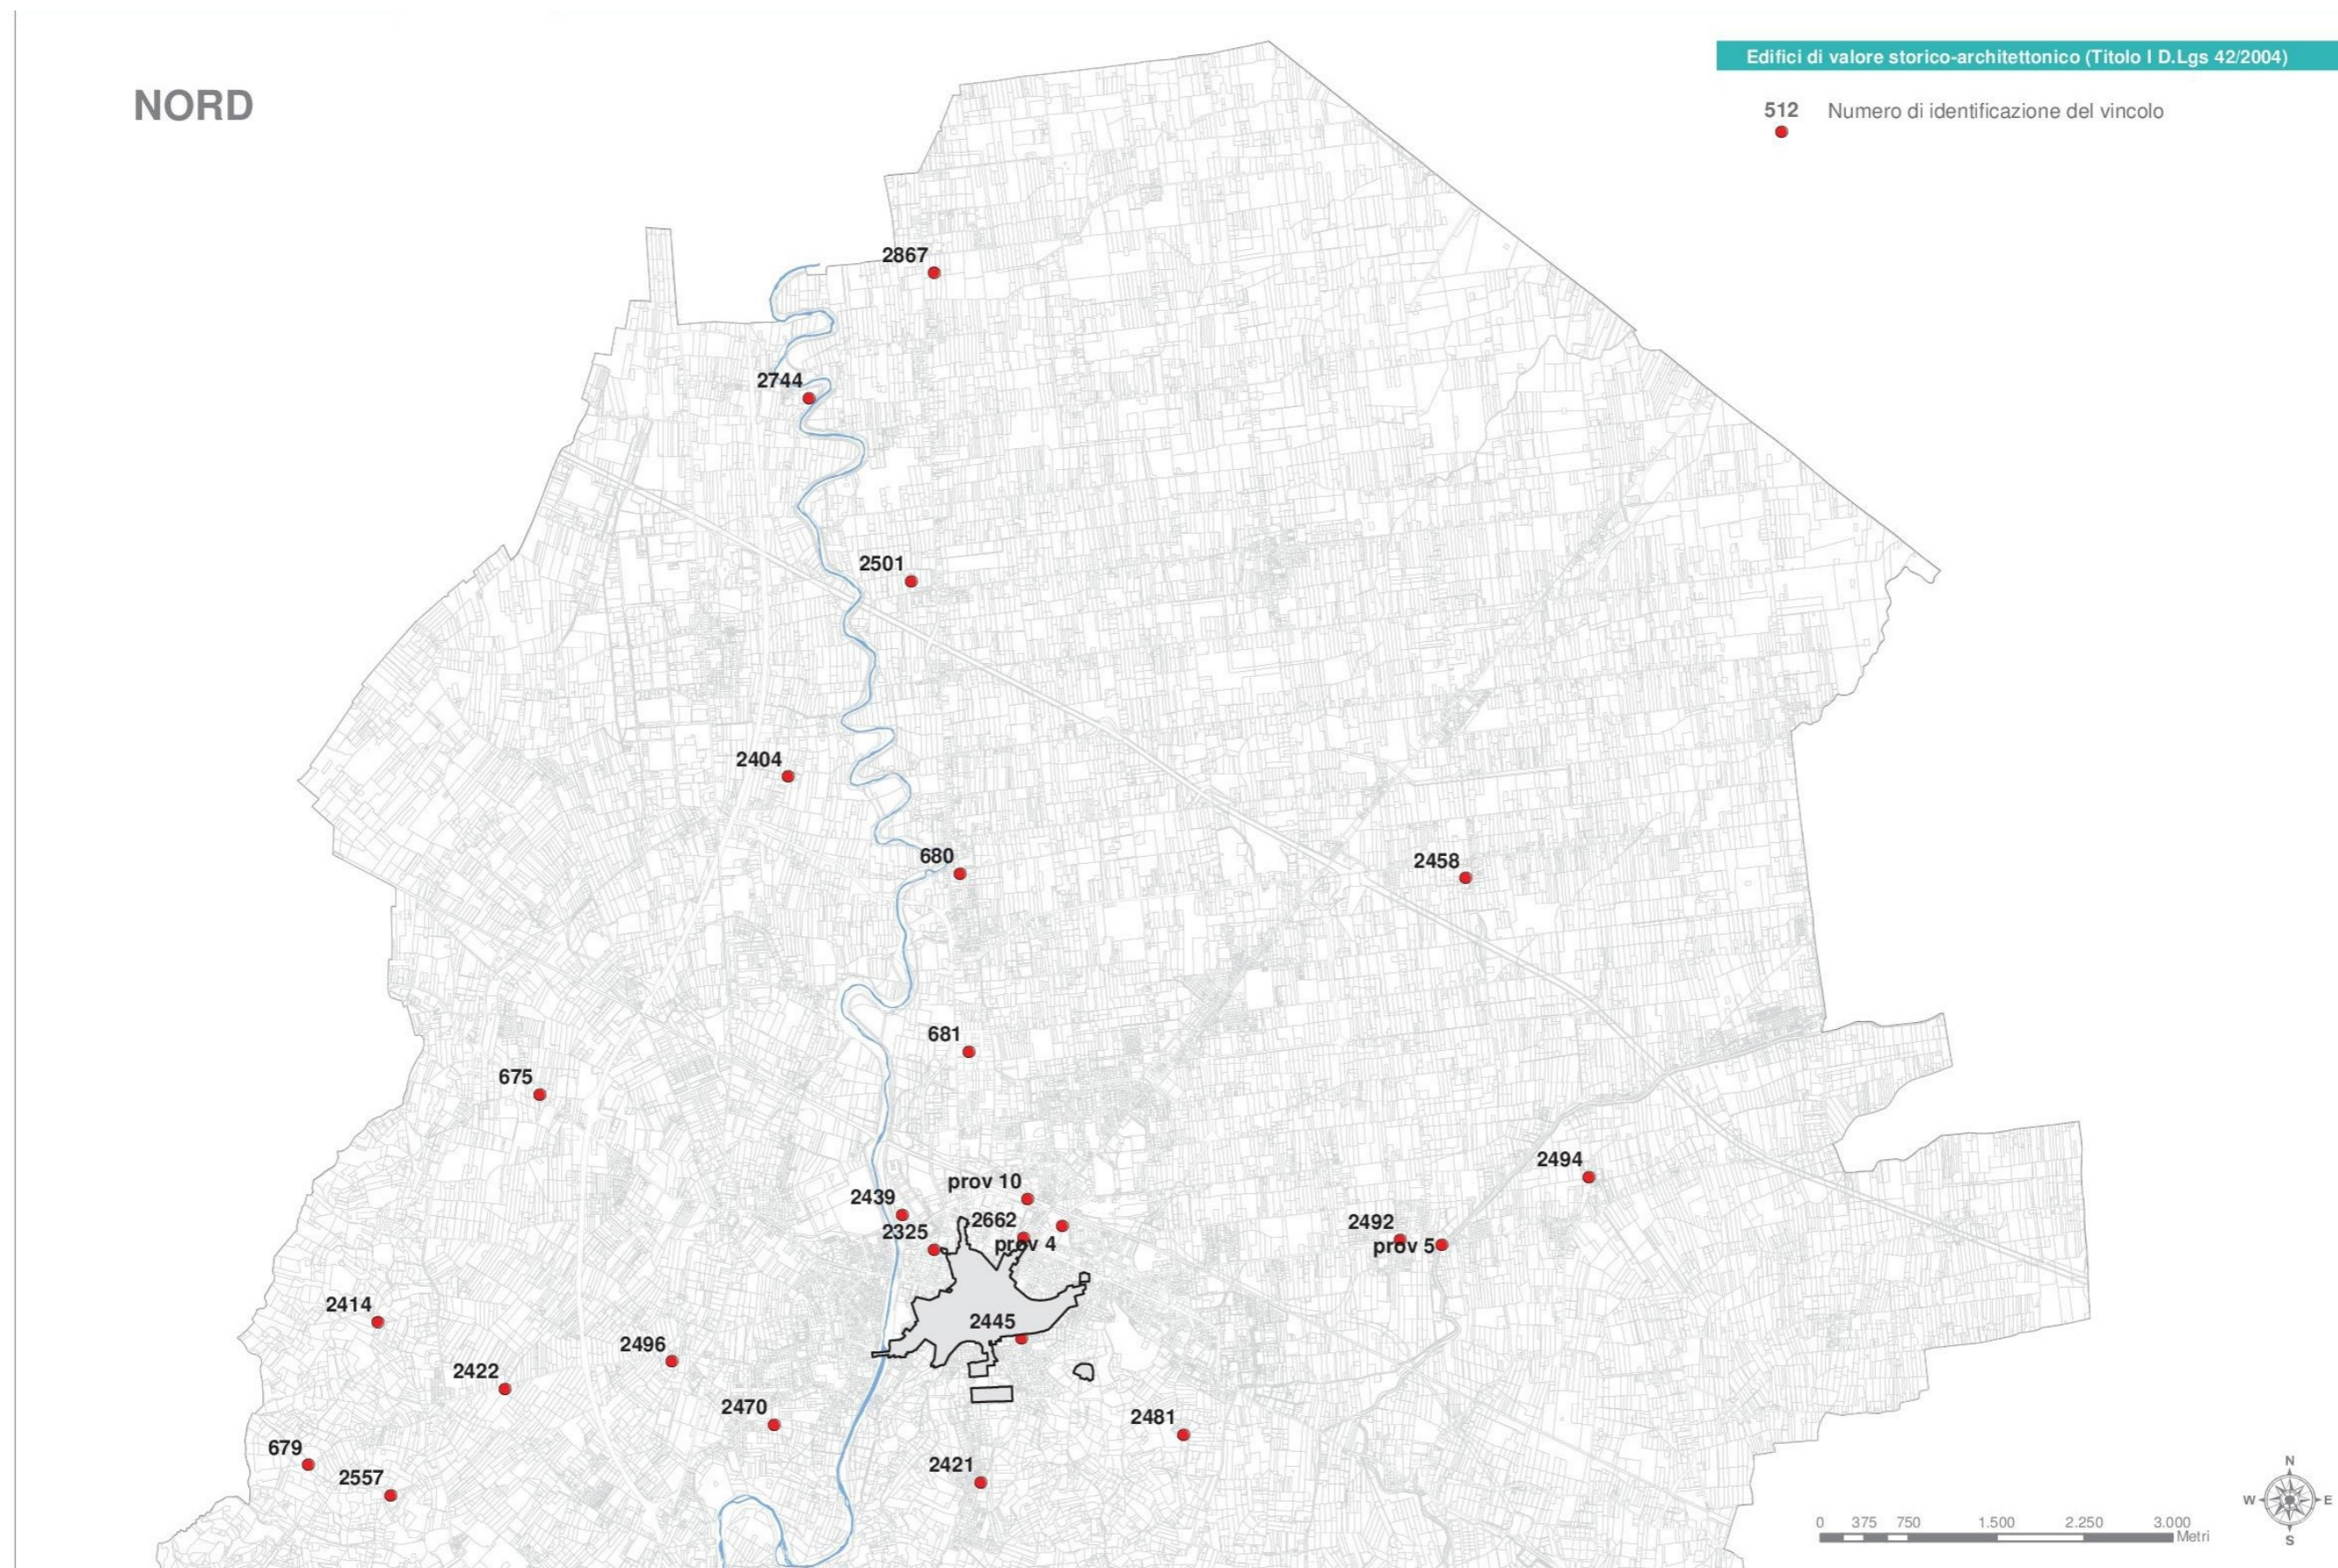 Edifici di valore storico-architettonico (Titolo I D.Lgs 42/2004)
NORD
512 Numero di identificazione del vincolo
2867
2744
2501
2404
680
2458
681
675
2494
prov 10
2439
2662
2325
prov 4
2492
prov 5
2414
2445
2496
2422
2470
2481
679
2421
2557
N
W E
S
0 375 750 1.500 2.250 3.000
Metri